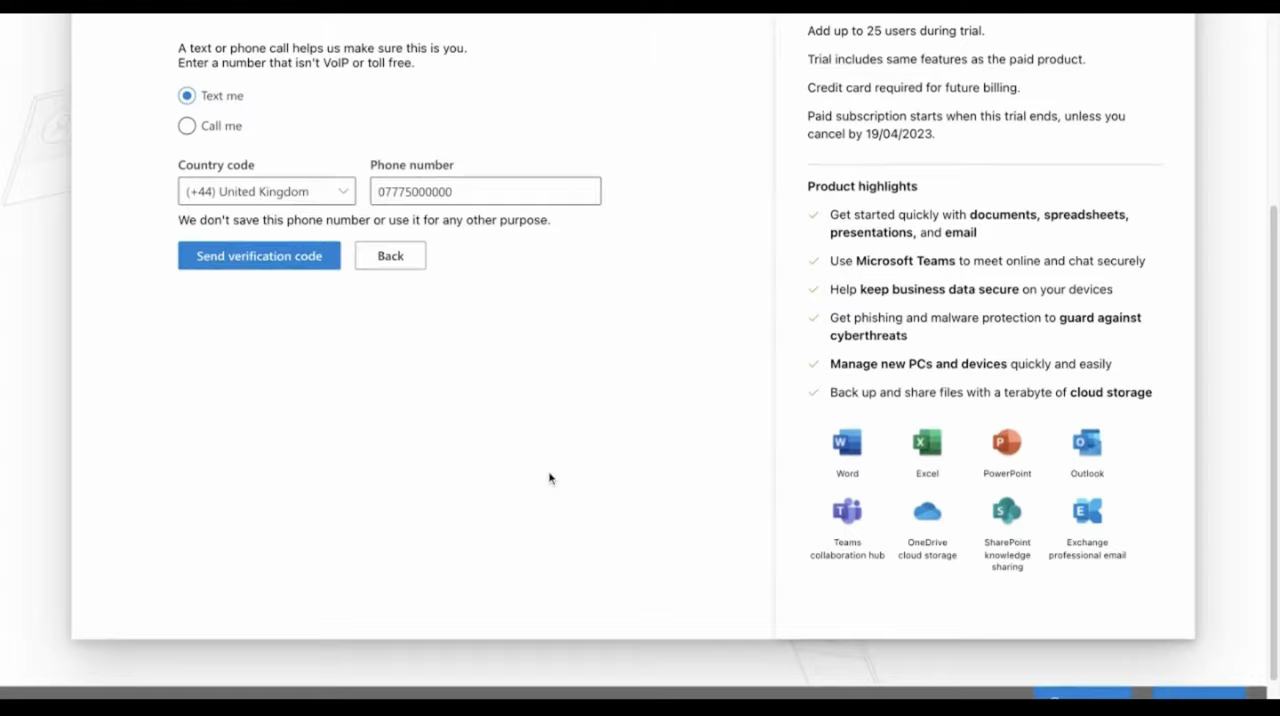 A text or phone call helps us make sure this is you.
Enter a number that isn't VoIP or toll free.
Text me
Call me
Country code
Phone number
(+44) United Kingdom
07775000000
We don't save this phone number or use it for any other purpose.
Send verification code
Back
Add up to 25 users during trial.
Trial includes same features as the paid product.
Credit card required for future billing.
Paid subscription starts when this trial ends, unless you
cancel by 19/04/2023.
Product highlights
Get started quickly with documents, spreadsheets,
presentations, and email
Use Microsoft Teams to meet online and chat securely
Help keep business data secure on your devices
Get phishing and malware protection to guard against
cyberthreats
Manage new PCs and devices quickly and easily
Back up and share files with a terabyte of cloud storage
W X P O
Word Excel PowerPoint Outlook
T S E
Teams OneDrive SharePoint Exchange
collaboration hub cloud storage knowledge professional email
sharing